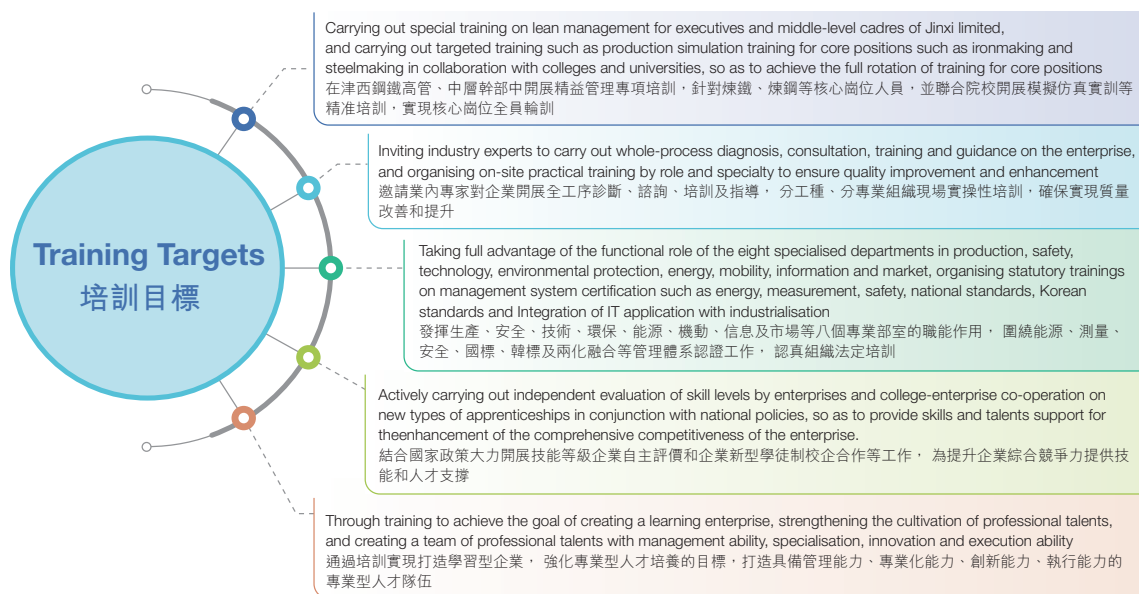 Training Targets
培訓目標
Carrying out special training on lean management for executives and middle-level cadres of Jinxi limited,
and carrying out targeted training such as production simulation training for core positions such as ironmaking and
steelmaking in collaboration with colleges and universities, so as to achieve the full rotation of training for core positions
在津西鋼鐵高管、中層幹部中開展精益管理專項培訓，針對煉鐵、煉鋼等核心崗位人員，並聯合院校開展模擬仿真實訓等
精准培訓，實現核心崗位全員輪訓
Inviting industry experts to carry out whole-process diagnosis, consultation, training and guidance on the enterprise,
and organising on-site practical training by role and specialty to ensure quality improvement and enhancement
邀請業內專家對企業開展全工序診斷、諮詢、培訓及指導， 分工種、分專業組織現場實操性培訓，確保實現質量
改善和提升
Taking full advantage of the functional role of the eight specialised departments in production, safety,
technology, environmental protection, energy, mobility, information and market, organising statutory trainings
on management system certification such as energy, measurement, safety, national standards, Korean
standards and Integration of IT application with industrialisation
發揮生產、安全、技術、環保、能源、機動、信息及市場等八個專業部室的職能作用， 圍繞能源、測量、
安全、國標、韓標及兩化融合等管理體系認證工作， 認真組織法定培訓
Actively carrying out independent evaluation of skill levels by enterprises and college-enterprise co-operation on
new types of apprenticeships in conjunction with national policies, so as to provide skills and talents support for
theenhancement of the comprehensive competitiveness of the enterprise.
結合國家政策大力開展技能等級企業自主評價和企業新型學徒制校企合作等工作， 為提升企業綜合競爭力提供技
能和人才支撐
Through training to achieve the goal of creating a learning enterprise, strengthening the cultivation of professional talents,
and creating a team of professional talents with management ability, specialisation, innovation and execution ability
通過培訓實現打造學習型企業， 強化專業型人才培養的目標，打造具備管理能力、專業化能力、創新能力、執行能力的
專業型人才隊伍